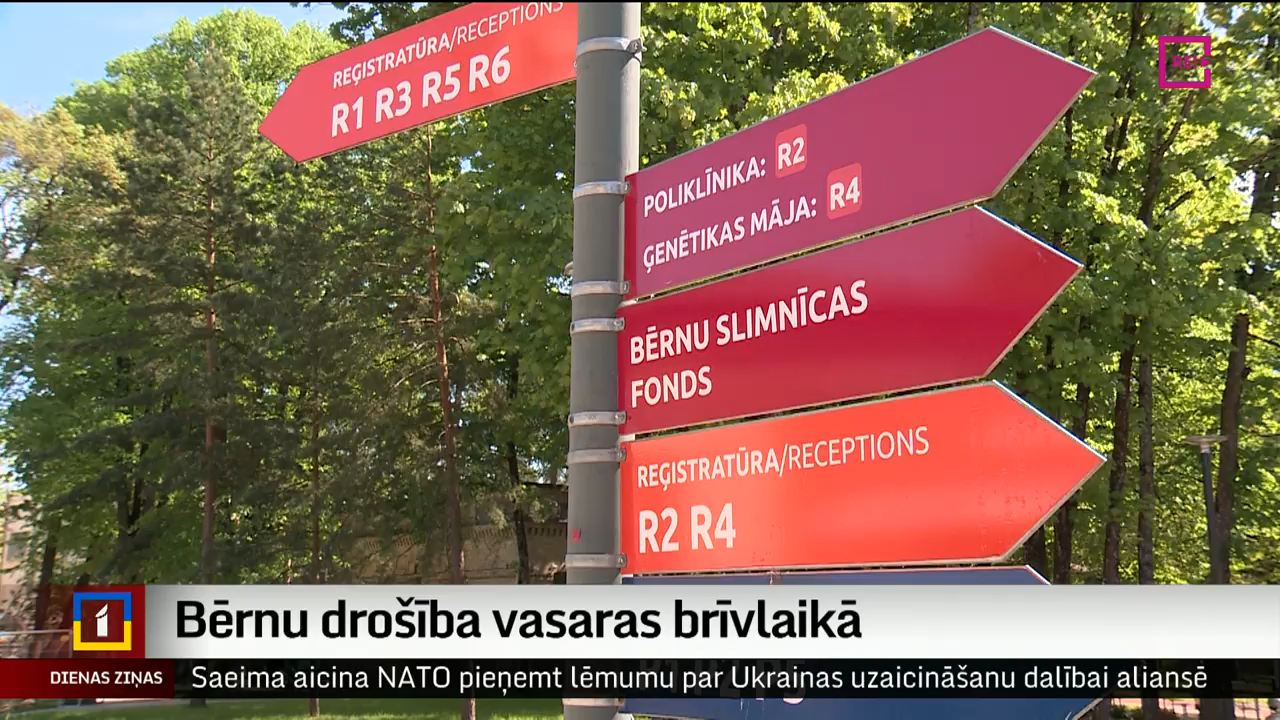 REĢISTRATŪRA/RECEPTIONS
R1 R3 R5 R6
POLIKLĪNIKA: R2
ĢENĒTIKAS MĀJA: R4
BĒRNU SLIMNĪCAS
FONDS
REĢISTRATŪRA/RECEPTIONS
R2 R4
1 Bērnu drošība vasaras brīvlaikā
DIENAS ZIŅAS Saeima aicina NATO pieņemt lēmumu par Ukrainas uzaicināšanu dalībai aliansē